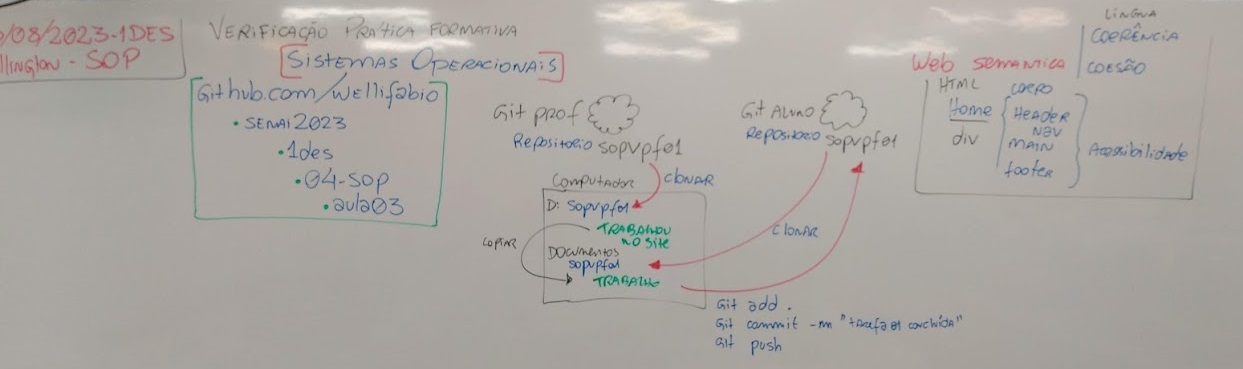 /08/2023-1DES
llington - SOP
VERIFICAÇÃO PRÁTICA FORMATIVA
[SISTEMAS OPERACIONAIS]
Github.com/wellifabio
• SENAI2023
• 1des
• 04-SOP
• aula03
Git prof
Repositorio sopvpfe1
clonar
Computador
D: sopvpfe1
TRABALHOU
no site
copiar
Documentos
sopvpfe1
TRABALHO
Git Aluno
Repositorio sopvpfe1
clonar
Git add .
Git commit -m "tarefa 01 concluída"
Git push
LINGUA
COERÊNCIA
COESÃO
Web semantica
HTML
Home
div
CORPO
HEADER
NAV
MAIN
footer
Acessibilidade